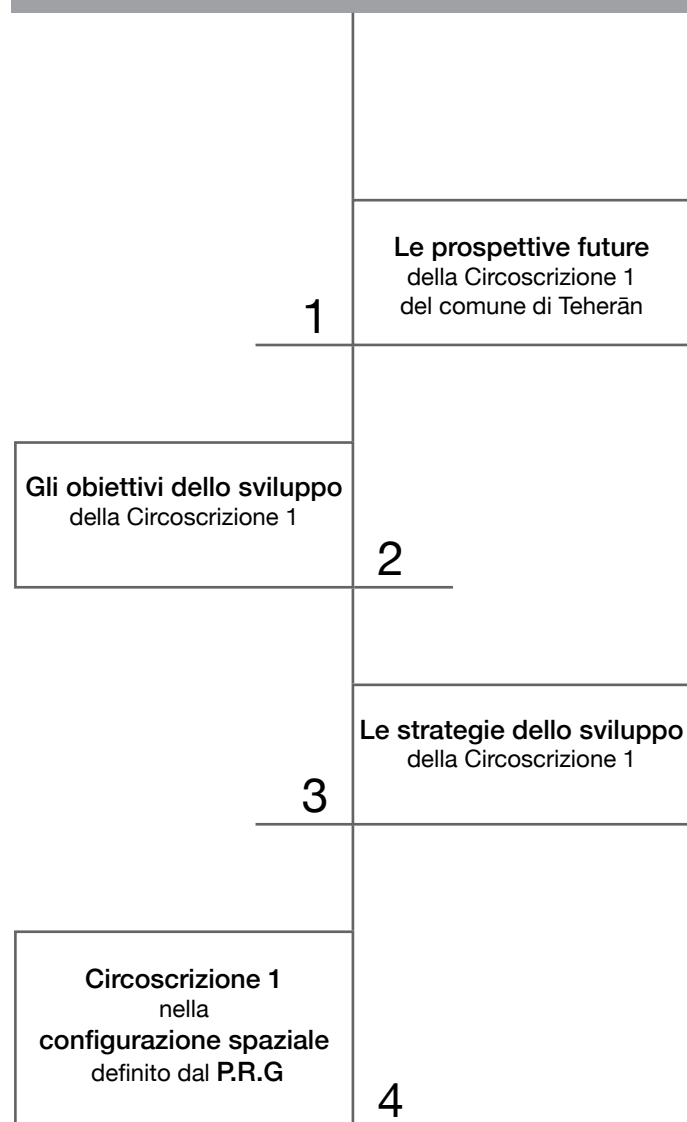 Le prospettive future
della Circoscrizione 1
del comune di Teherān
1
Gli obiettivi dello sviluppo
della Circoscrizione 1
2
Le strategie dello sviluppo
della Circoscrizione 1
3
Circoscrizione 1
nella
configurazione spaziale
definito dal P.R.G
4